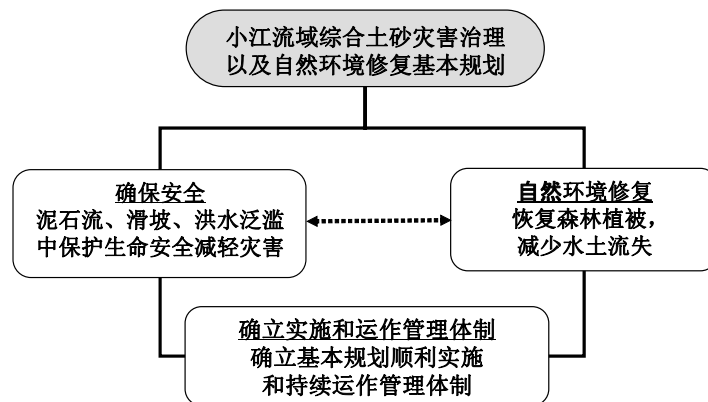 小江流域综合土砂灾害治理
以及自然环境修复基本规划
确保安全
泥石流、滑坡、洪水泛滥
中保护生命安全减轻灾害
自然环境修复
恢复森林植被，
减少水土流失
确立实施和运作管理体制
确立基本规划顺利实施
和持续运作管理体制